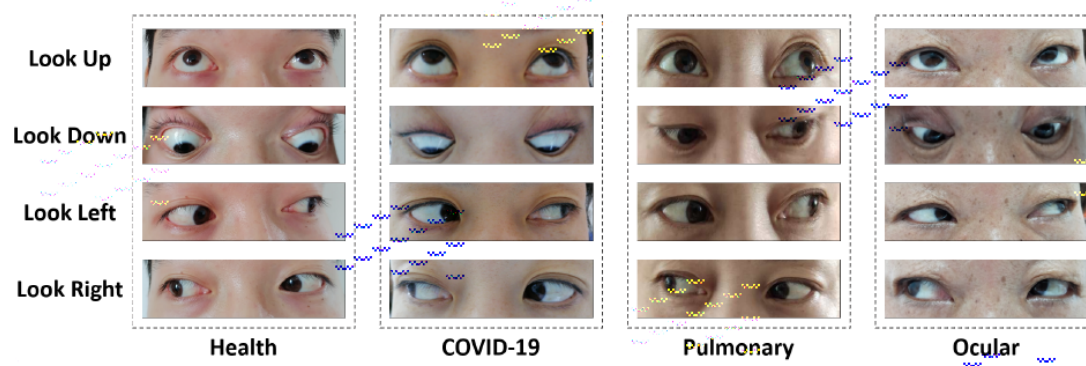 Look Up
Look Down
Look Left
Look Right
Health COVID-19 Pulmonary Ocular